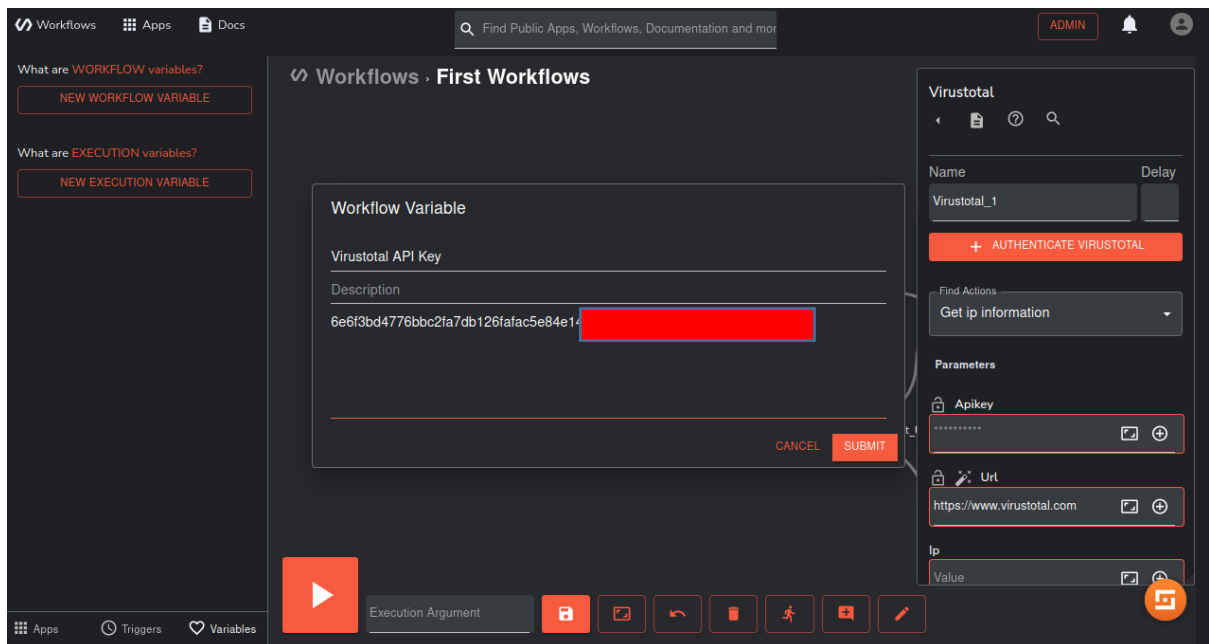 Workflows Apps Docs
Find Public Apps, Workflows, Documentation and mor
ADMIN
What are WORKFLOW variables?
NEW WORKFLOW VARIABLE
What are EXECUTION variables?
NEW EXECUTION VARIABLE
Workflows › First Workflows
Workflow Variable
Virustotal API Key
Description
6e6f3bd4776bbc2fa7db126fafac5e84e14
CANCEL SUBMIT
Virustotal
Name Delay
Virustotal_1
+ AUTHENTICATE VIRUSTOTAL
Find Actions
Get ip information
Parameters
Apikey
**********
Url
https://www.virustotal.com
Ip
Value
Execution Argument
Apps Triggers Variables